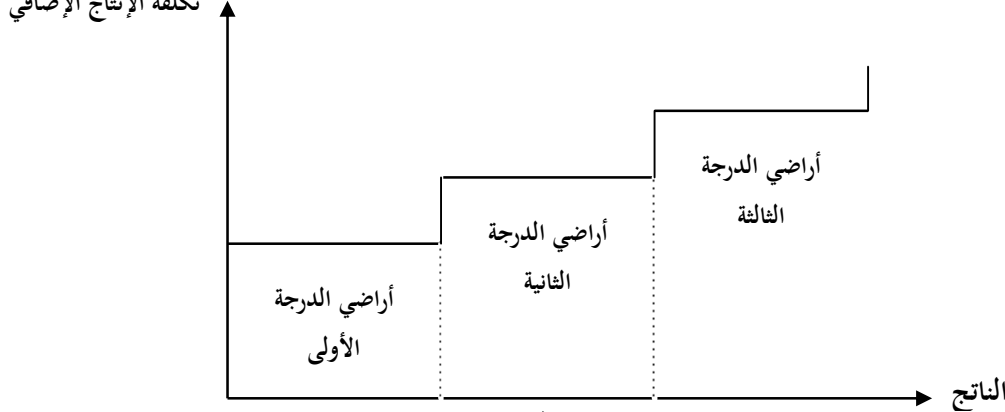 تكلفة الإنتاج الإضافي
أراضي الدرجة
الثالثة
أراضي الدرجة
الثانية
أراضي الدرجة
الأولى
الناتج